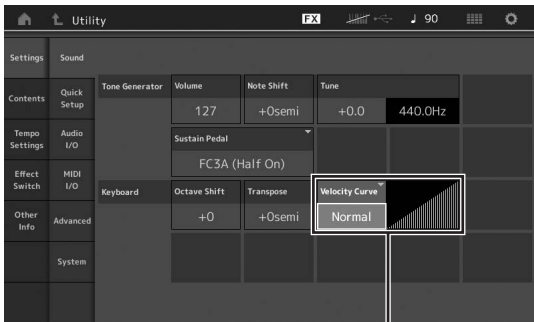 Utility FX 90
Settings
Sound
Contents
Quick
Setup
Tempo
Settings
Audio
I/O
Effect
Switch
MIDI
I/O
Other
Info
Advanced
System
Tone Generator
Volume
127
Note Shift
+0semi
Tune
+0.0 440.0Hz
Sustain Pedal
FC3A (Half On)
Keyboard
Octave Shift
+0
Transpose
+0semi
Velocity Curve
Normal